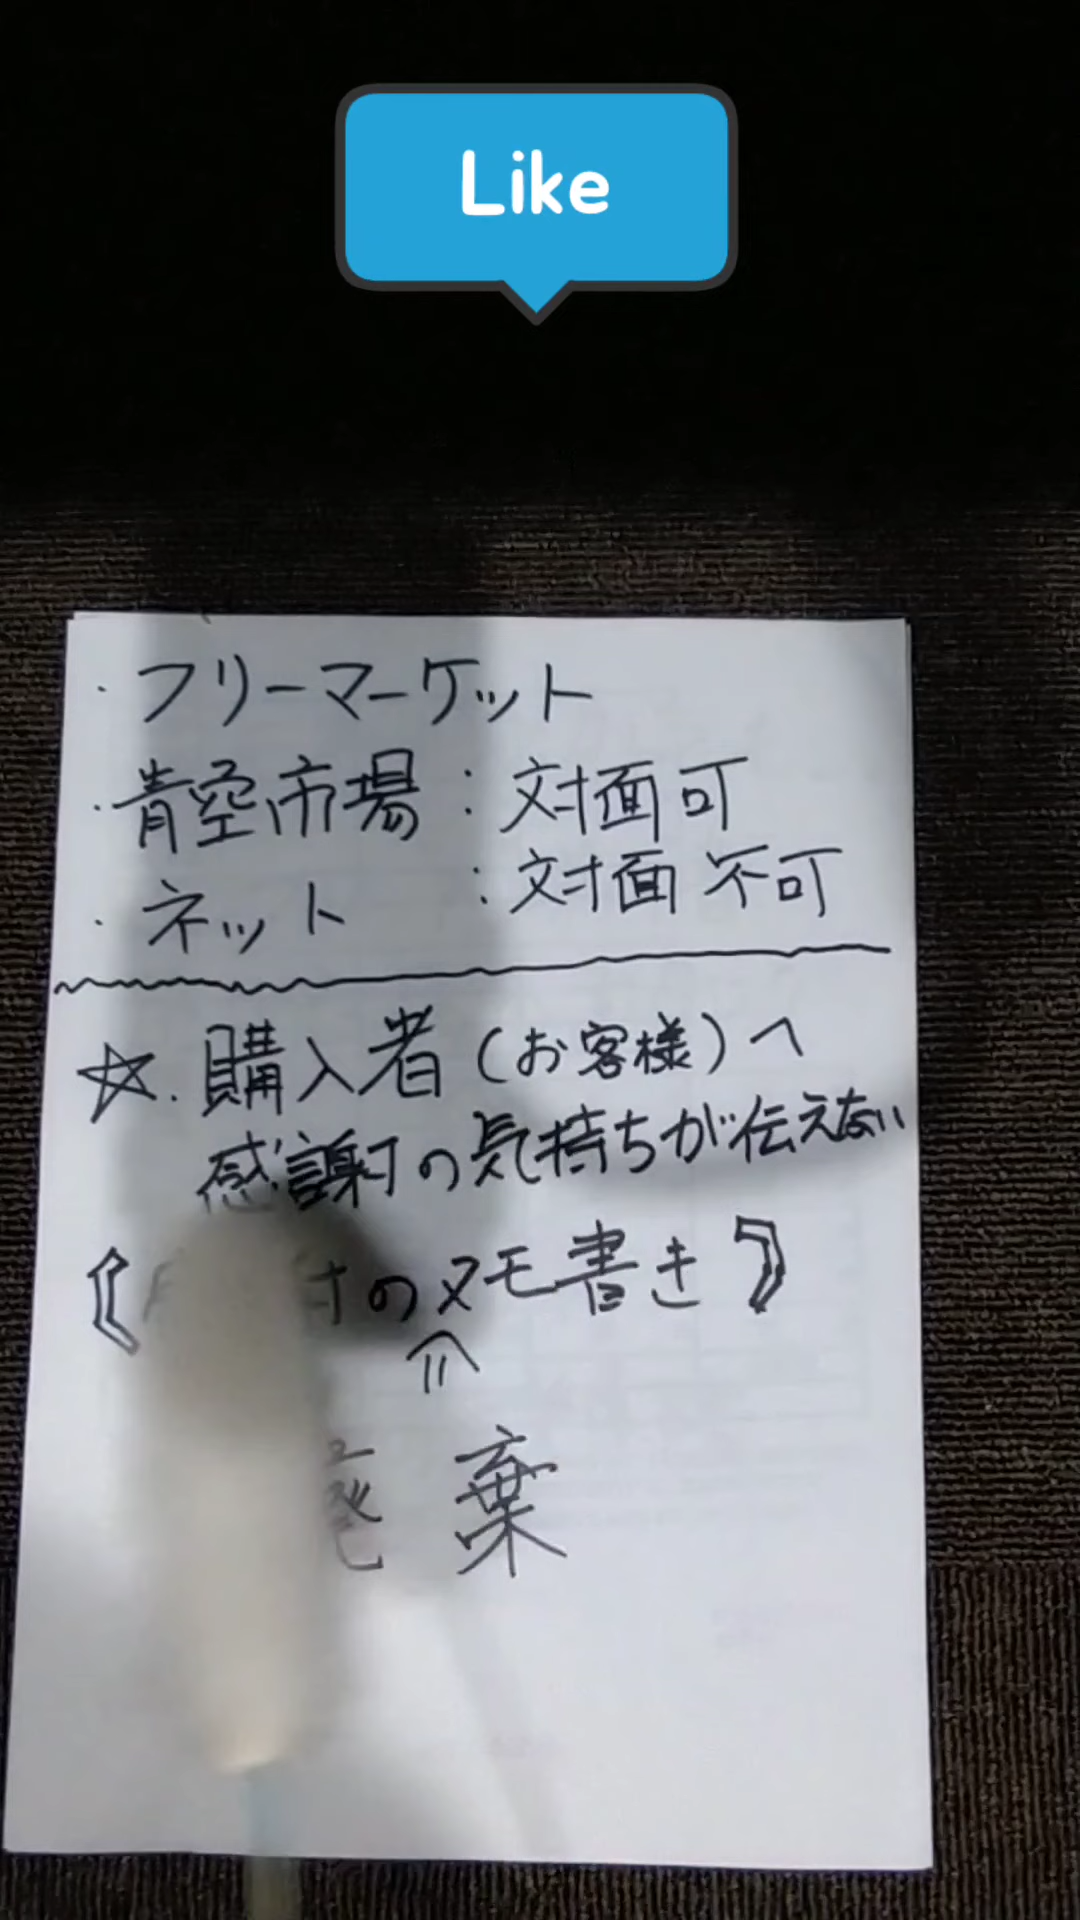 Like
・フリーマーケット
・青空市場：対面可
・ネット ：対面不可
☆.購入者(お客様)へ
感謝の気持ちが伝えない
《 のメモ書き》
棄